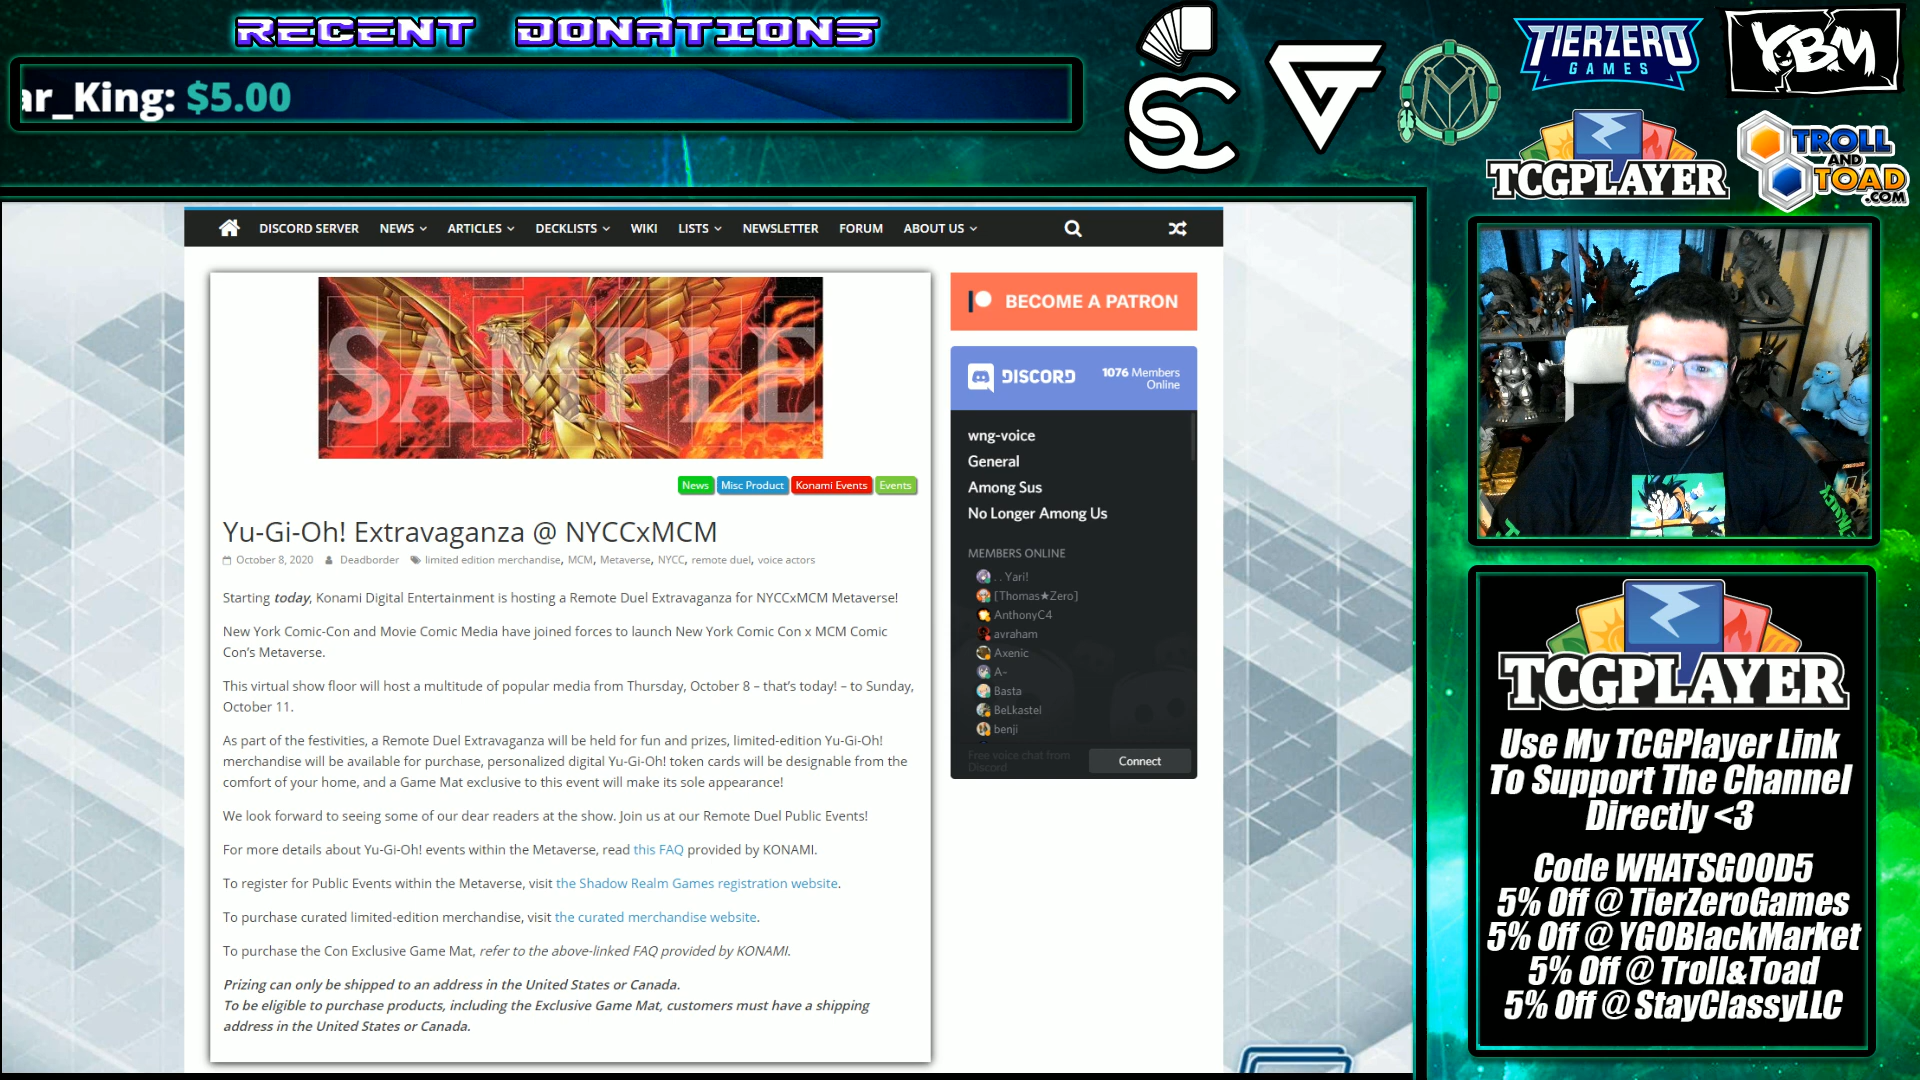 RECENT DONATIONS
ar_King: $5.00
SC
TIERZERO
GAMES
YBM
TCGPLAYER
TROLL
AND
TOAD
.COM
DISCORD SERVER NEWS ARTICLES DECKLISTS WIKI LISTS NEWSLETTER FORUM ABOUT US
SAMPLE
News Misc Product Konami Events Events
Yu-Gi-Oh! Extravaganza @ NYCCxMCM
October 8, 2020 Deadborder limited edition merchandise, MCM, Metaverse, NYCC, remote duel, voice actors
Starting today, Konami Digital Entertainment is hosting a Remote Duel Extravaganza for NYCCxMCM Metaverse!
New York Comic-Con and Movie Comic Media have joined forces to launch New York Comic Con x MCM Comic
Con's Metaverse.
This virtual show floor will host a multitude of popular media from Thursday, October 8 – that's today! – to Sunday,
October 11.
As part of the festivities, a Remote Duel Extravaganza will be held for fun and prizes, limited-edition Yu-Gi-Oh!
merchandise will be available for purchase, personalized digital Yu-Gi-Oh! token cards will be designable from the
comfort of your home, and a Game Mat exclusive to this event will make its sole appearance!
We look forward to seeing some of our dear readers at the show. Join us at our Remote Duel Public Events!
For more details about Yu-Gi-Oh! events within the Metaverse, read this FAQ provided by KONAMI.
To register for Public Events within the Metaverse, visit the Shadow Realm Games registration website.
To purchase curated limited-edition merchandise, visit the curated merchandise website.
To purchase the Con Exclusive Game Mat, refer to the above-linked FAQ provided by KONAMI.
Prizing can only be shipped to an address in the United States or Canada.
To be eligible to purchase products, including the Exclusive Game Mat, customers must have a shipping
address in the United States or Canada.
BECOME A PATRON
DISCORD 1076 Members
Online
wng-voice
General
Among Sus
No Longer Among Us
MEMBERS ONLINE
. . Yari!
[Thomas★Zero]
AnthonyC4
avraham
Axenic
A–
Basta
BeLkastel
benji
Free voice chat from
Discord
Connect
TCGPLAYER
Use My TCGPlayer Link
To Support The Channel
Directly <3
Code WHATSGOOD5
5% Off @ TierZeroGames
5% Off @ YGOBlackMarket
5% Off @ Troll&Toad
5% Off @ StayClassyLLC